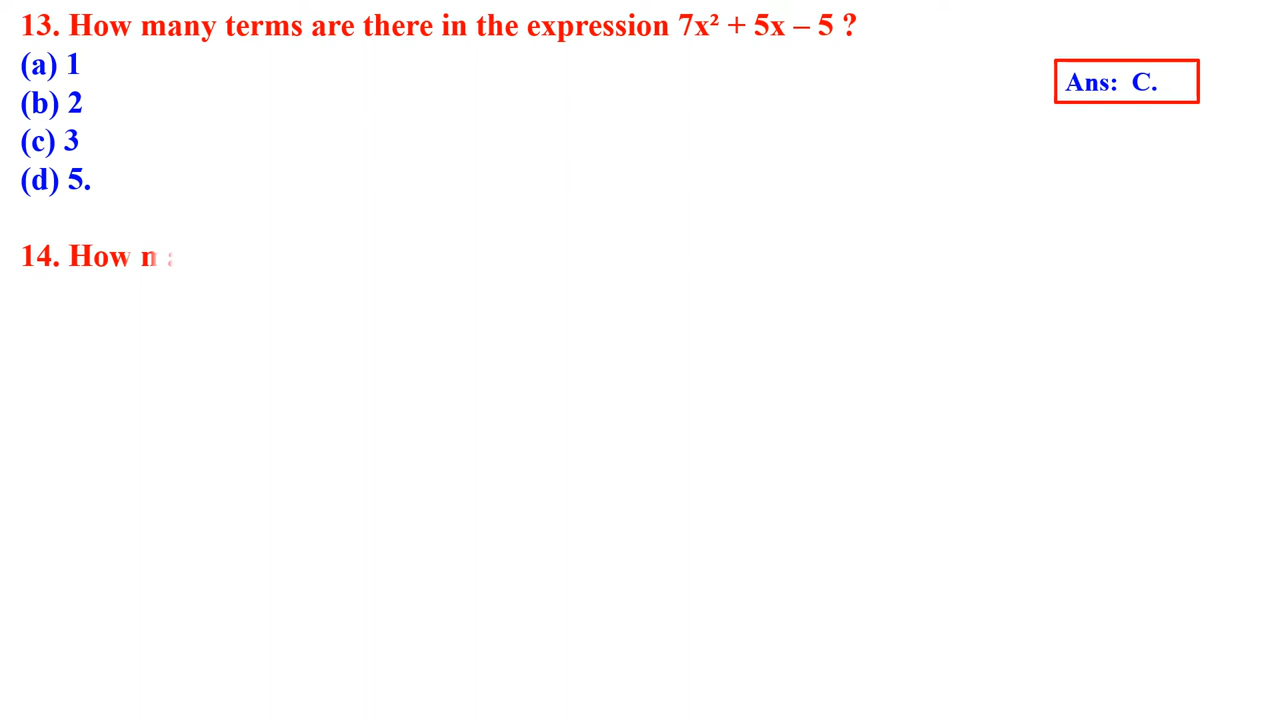 13. How many terms are there in the expression 7x² + 5x – 5 ?
(a) 1
Ans: C.
(b) 2
(c) 3
(d) 5.
14. How